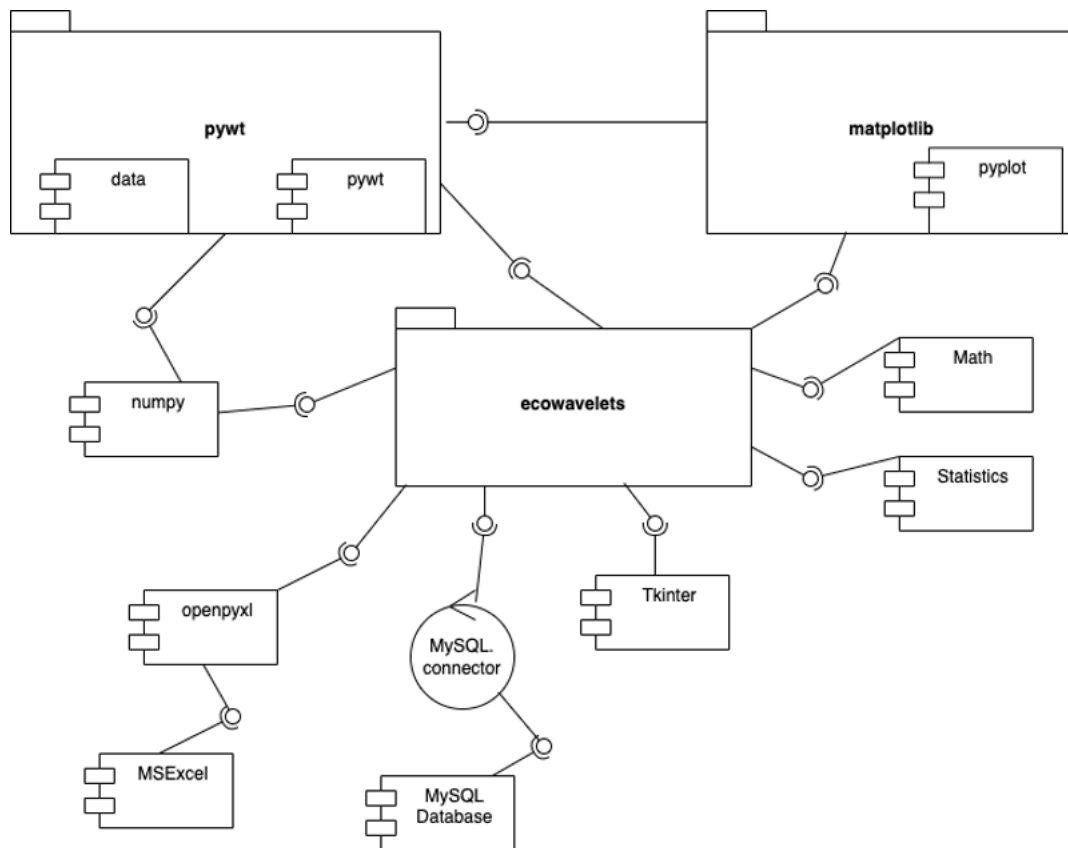 pywt
matplotlib
data
pywt
pyplot
ecowavelets
Math
numpy
Statistics
openpyxl
Tkinter
MySQL.
connector
MSExcel
MySQL
Database